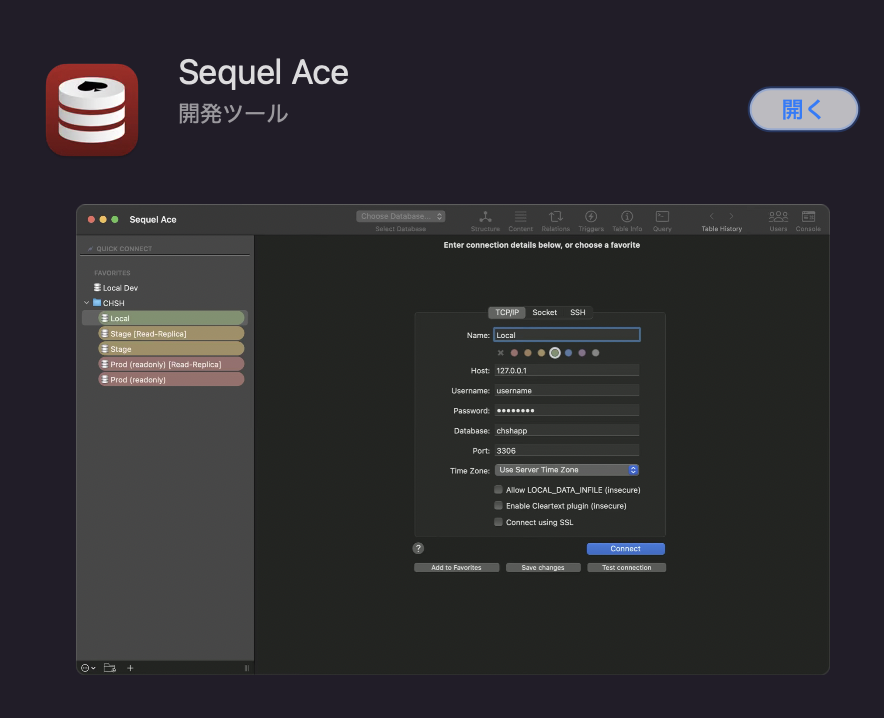 Sequel Ace
開発ツール
開く
Sequel Ace
Choose Database...
Select Database
Structure
Content
Relations
Triggers
Table Info
Query
Table History
Users
Console
QUICK CONNECT
Enter connection details below, or choose a favorite
FAVORITES
Local Dev
CHSH
Local
Stage [Read-Replica]
Stage
Prod (readonly) [Read-Replica]
Prod (readonly)
TCP/IP Socket SSH
Name: Local
Host: 127.0.0.1
Username: username
Password: ••••••••
Database: chshapp
Port: 3306
Time Zone: Use Server Time Zone
Allow LOCAL_DATA_INFILE (insecure)
Enable Cleartext plugin (insecure)
Connect using SSL
? Connect
Add to Favorites Save changes Test connection